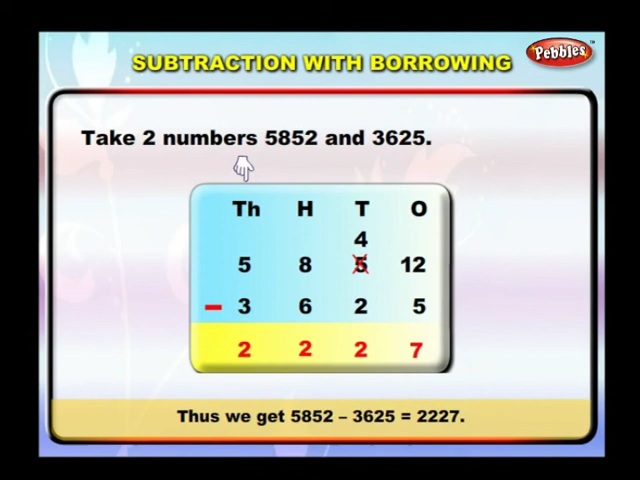 SUBTRACTION WITH BORROWING
Pebbles™
Take 2 numbers 5852 and 3625.
Th H T O
4
5 8 5 12
– 3 6 2 5
2 2 2 7
Thus we get 5852 – 3625 = 2227.